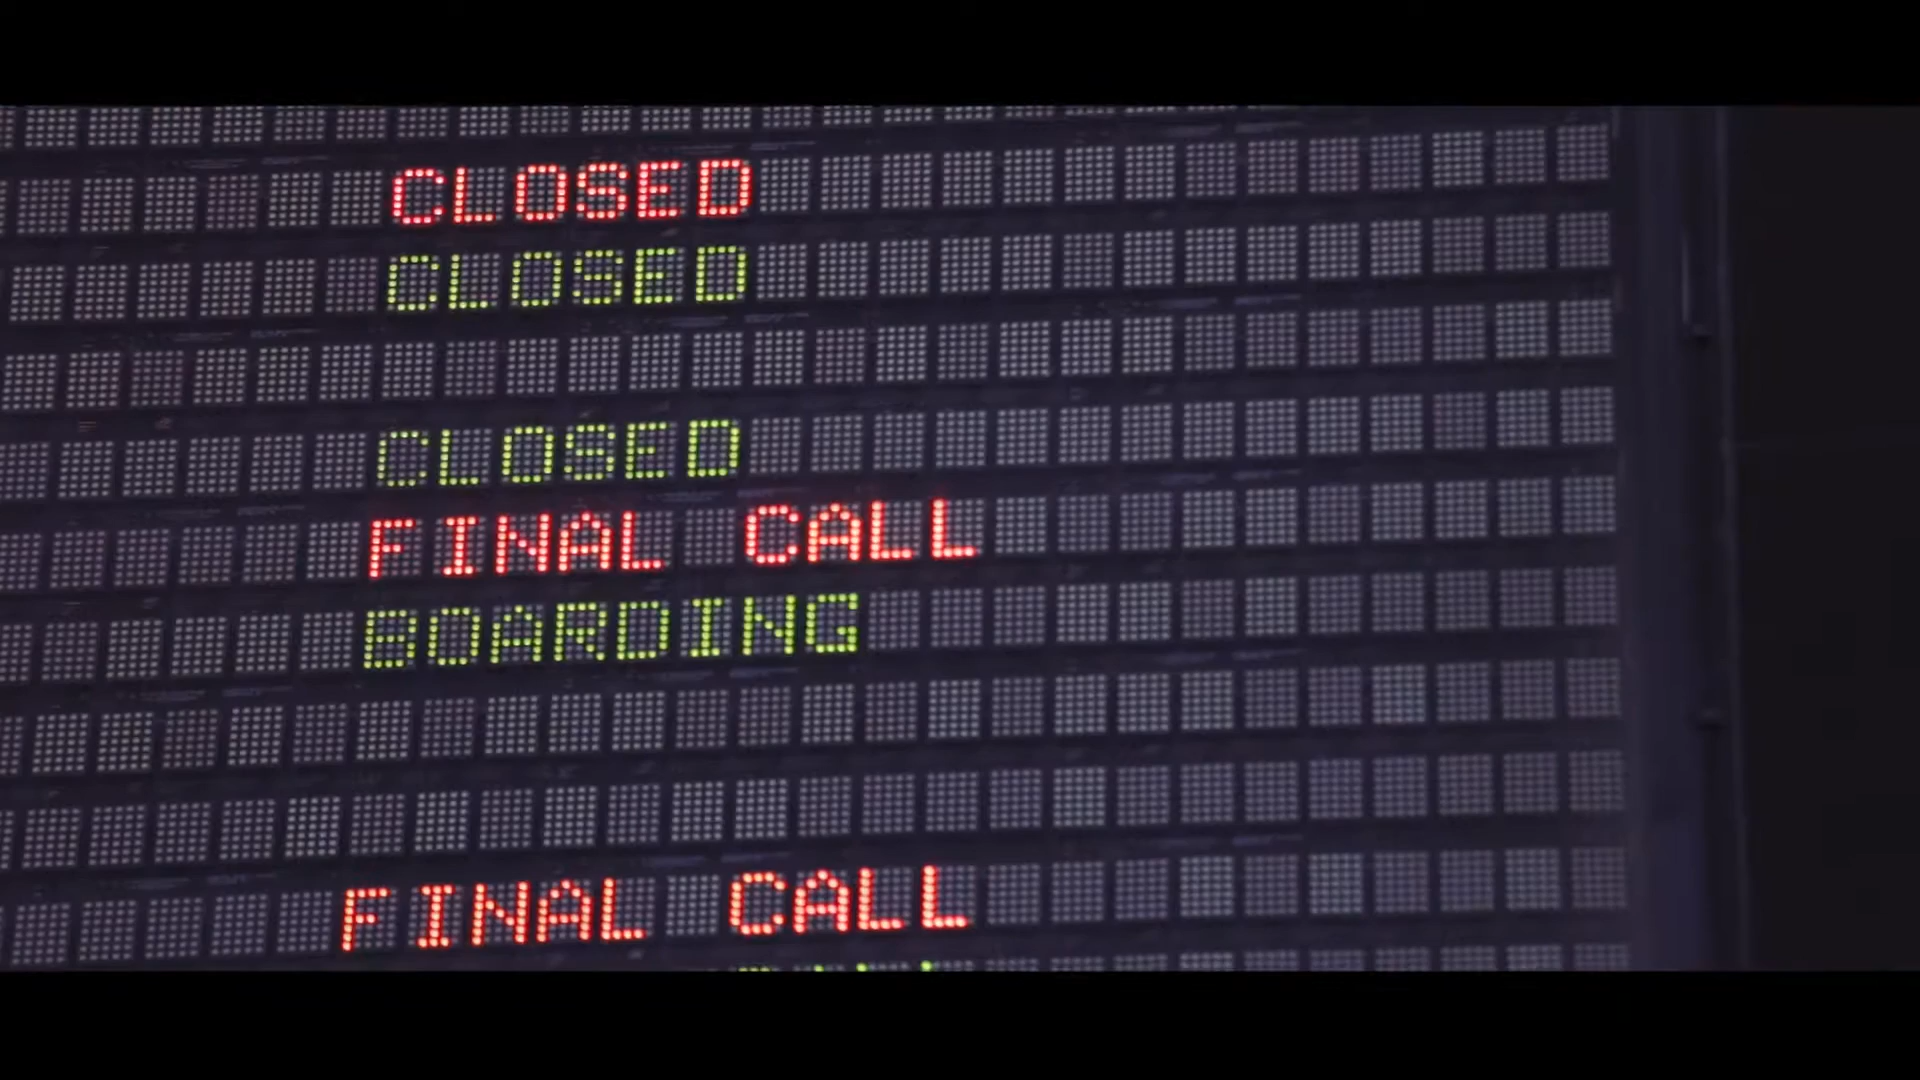 CLOSED
CLOSED
CLOSED
FINAL CALL
BOARDING
FINAL CALL